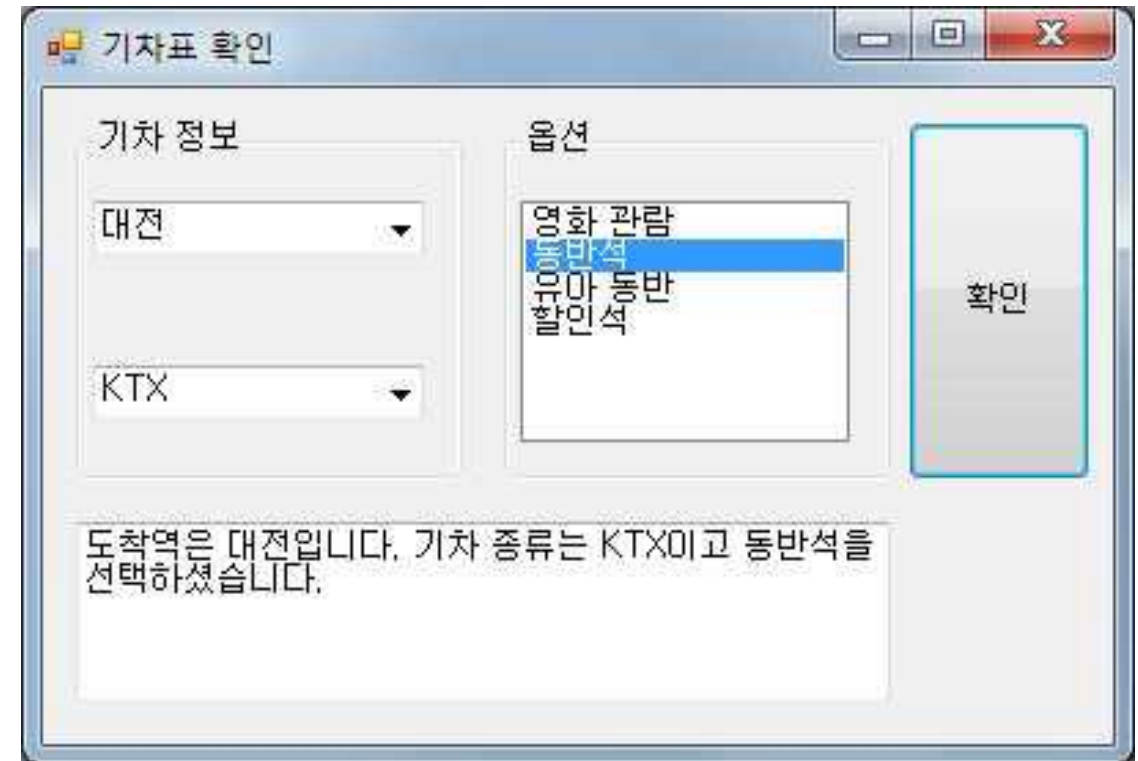 기차표 확인
기차 정보
대전
KTX
옵션
영화 관람
동반석
유아 동반
할인석
확인
도착역은 대전입니다. 기차 종류는 KTX이고 동반석을
선택하셨습니다.